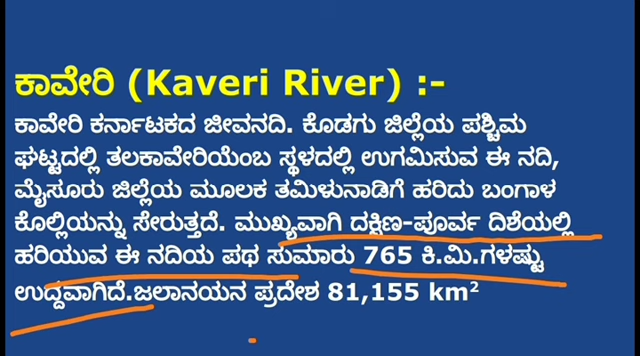 ಕಾವೇರಿ (Kaveri River) :-
ಕಾವೇರಿ ಕರ್ನಾಟಕದ ಜೀವನದಿ. ಕೊಡಗು ಜಿಲ್ಲೆಯ ಪಶ್ಚಿಮ
ಘಟ್ಟದಲ್ಲಿ ತಲಕಾವೇರಿಯೆಂಬ ಸ್ಥಳದಲ್ಲಿ ಉಗಮಿಸುವ ಈ ನದಿ,
ಮೈಸೂರು ಜಿಲ್ಲೆಯ ಮೂಲಕ ತಮಿಳುನಾಡಿಗೆ ಹರಿದು ಬಂಗಾಳ
ಕೊಲ್ಲಿಯನ್ನು ಸೇರುತ್ತದೆ. ಮುಖ್ಯವಾಗಿ ದಕ್ಷಿಣ-ಪೂರ್ವ ದಿಶೆಯಲ್ಲಿ
ಹರಿಯುವ ಈ ನದಿಯ ಪಥ ಸುಮಾರು 765 ಕಿ.ಮಿ.ಗಳಷ್ಟು
ಉದ್ದವಾಗಿದೆ.ಜಲಾನಯನ ಪ್ರದೇಶ 81,155 km²